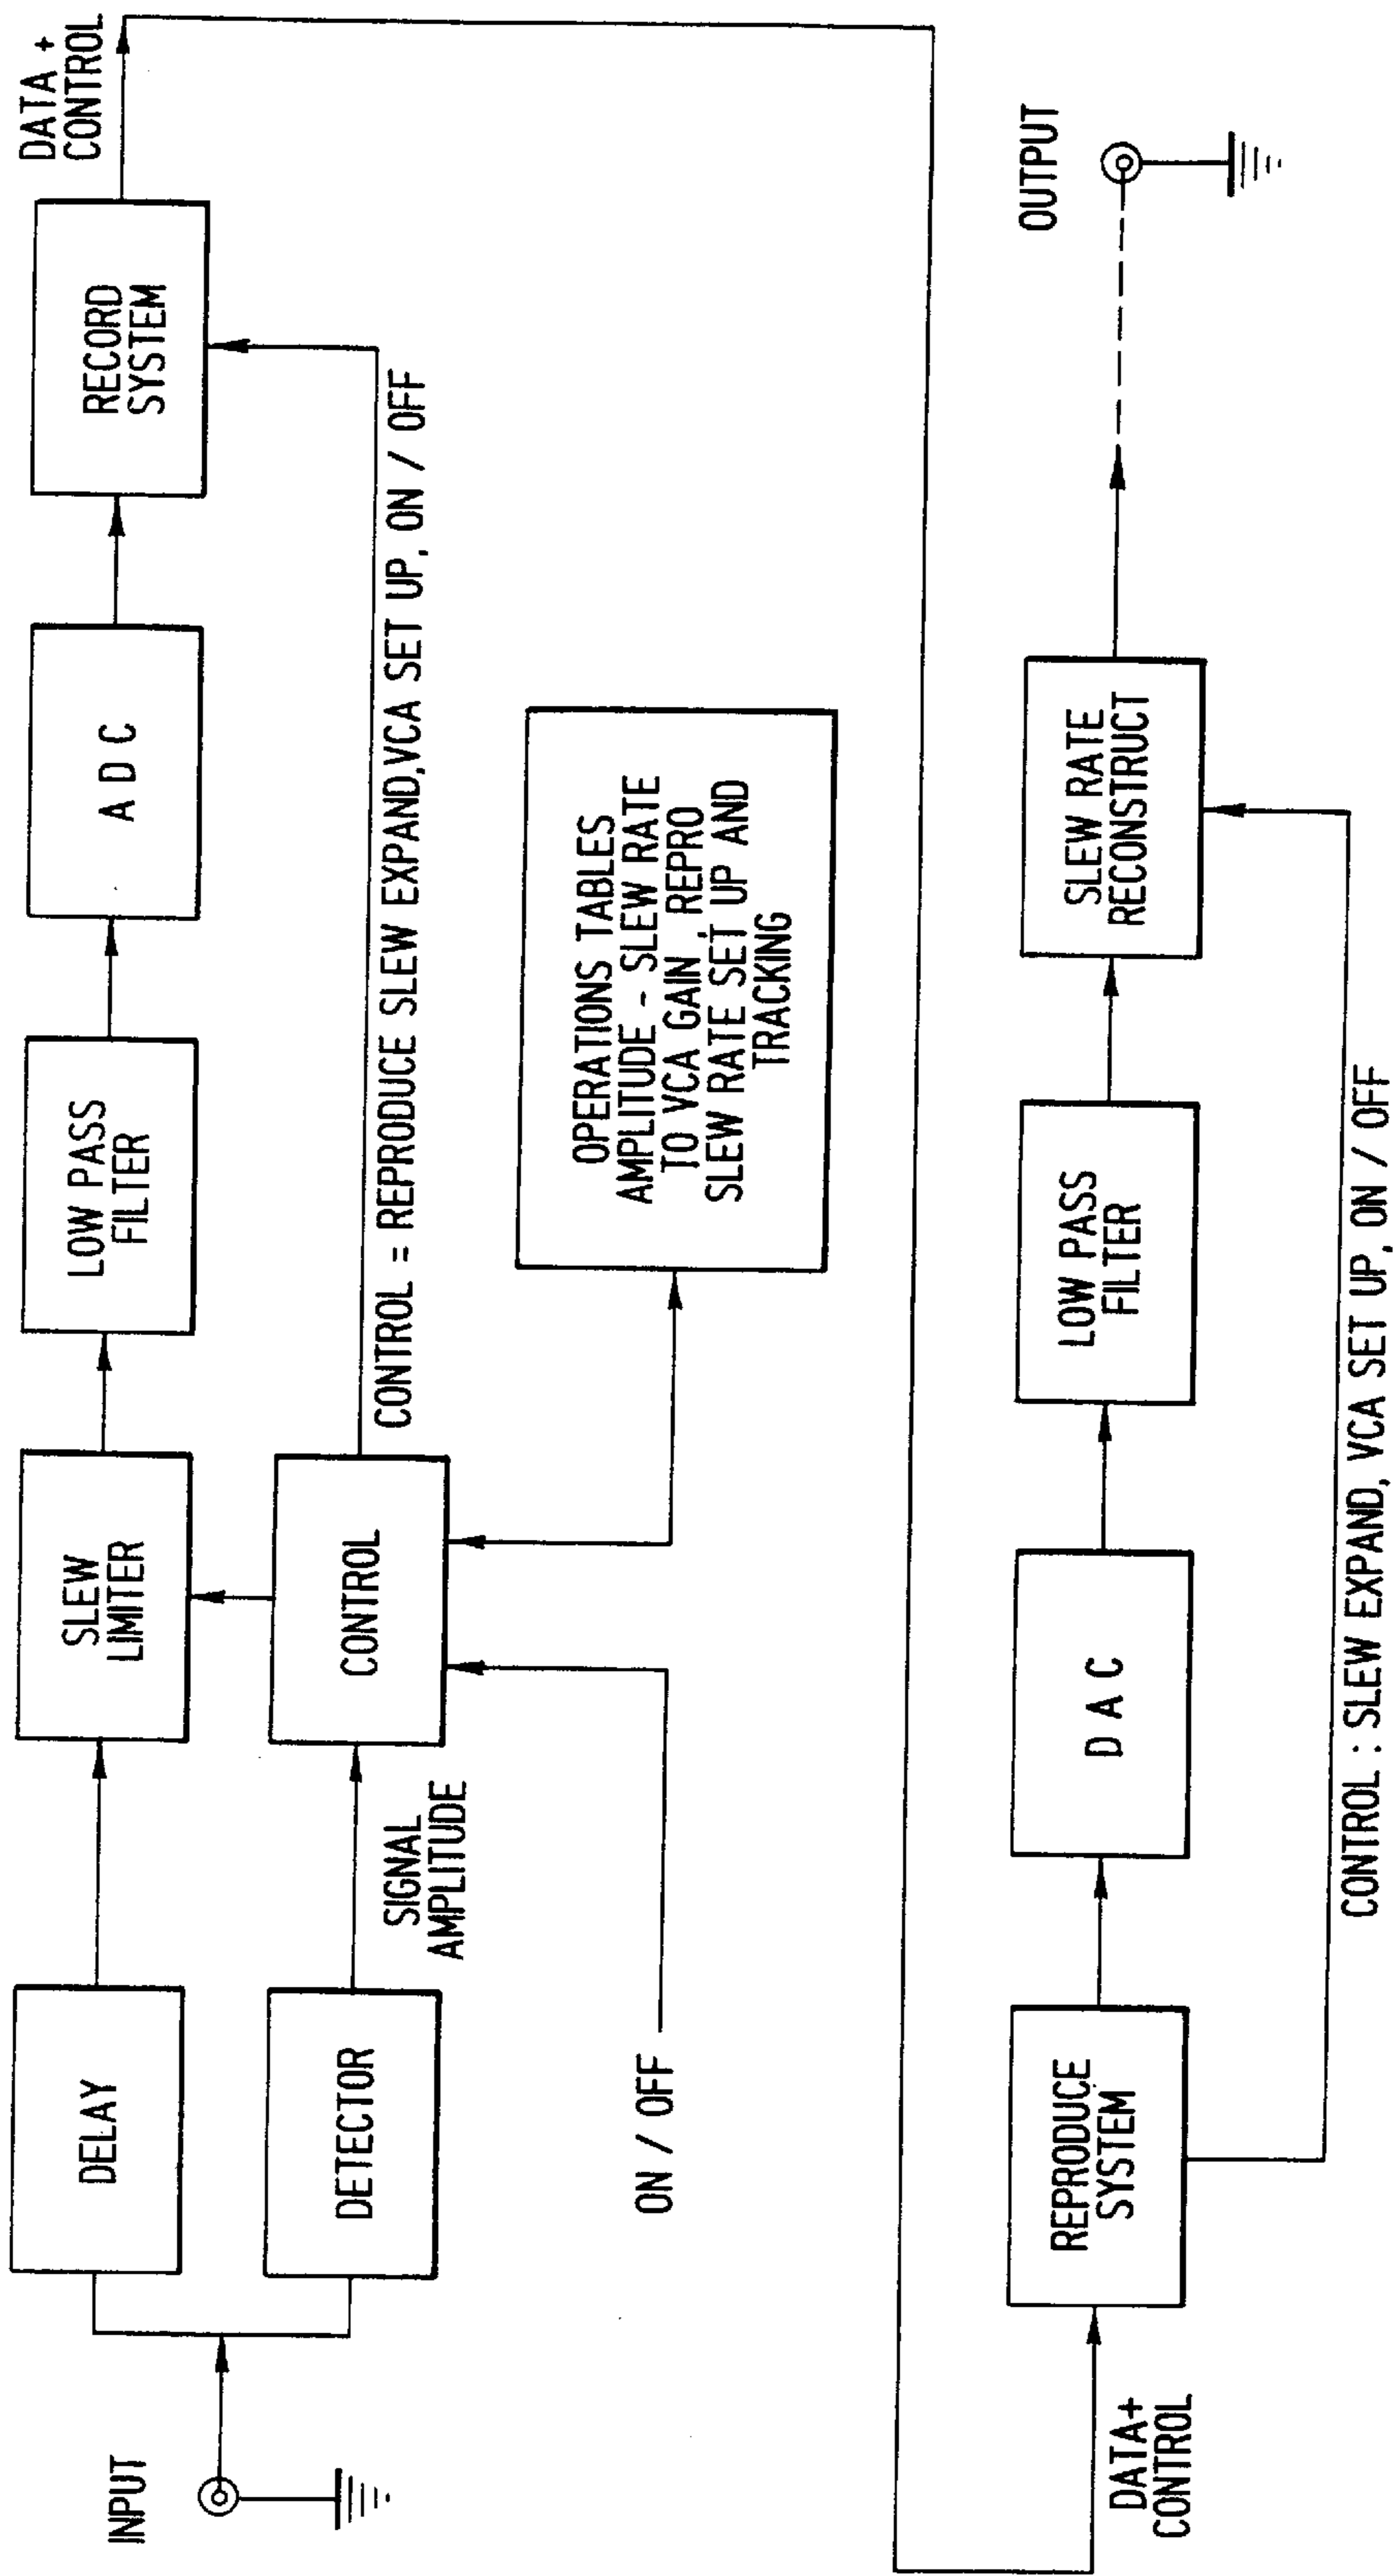 INPUT
DELAY
DETECTOR
SIGNAL
AMPLITUDE
ON / OFF
SLEW
LIMITER
CONTROL
LOW PASS
FILTER
A D C
RECORD
SYSTEM
DATA +
CONTROL
CONTROL = REPRODUCE SLEW EXPAND,VCA SET UP, ON / OFF
OPERATIONS TABLES
AMPLITUDE - SLEW RATE
TO VCA GAIN , REPRO
SLEW RATE SET UP AND
TRACKING
DATA+
CONTROL
REPRODUCE
SYSTEM
D A C
LOW PASS
FILTER
SLEW RATE
RECONSTRUCT
OUTPUT
CONTROL : SLEW EXPAND, VCA SET UP, ON / OFF